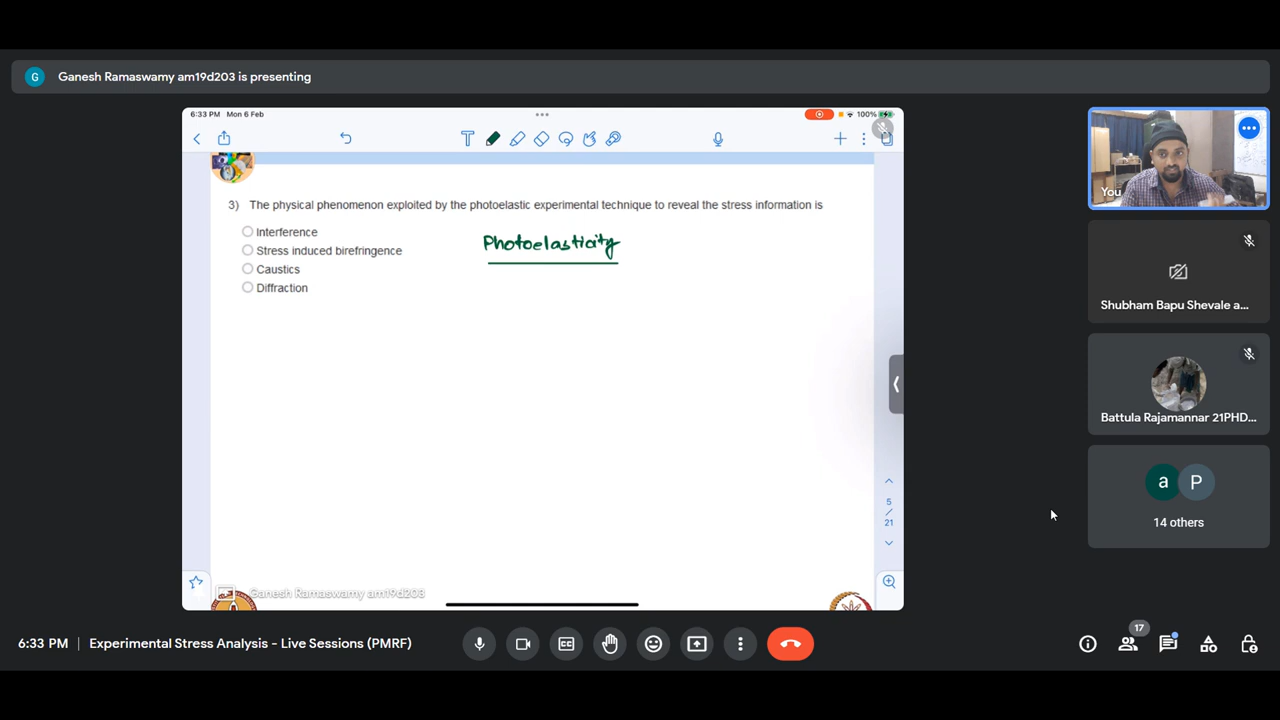 Ganesh Ramaswamy am19d203 is presenting
G
6:33 PM Mon 6 Feb
100%
T
3) The physical phenomenon exploited by the photoelastic experimental technique to reveal the stress information is
Interference
Stress induced birefringence
Caustics
Diffraction
Photoelasticity
5
/
21
Ganesh Ramaswamy am19d203
You
Shubham Bapu Shevale a...
Battula Rajamannar 21PHD...
a P
14 others
6:33 PM | Experimental Stress Analysis - Live Sessions (PMRF)
CC
17